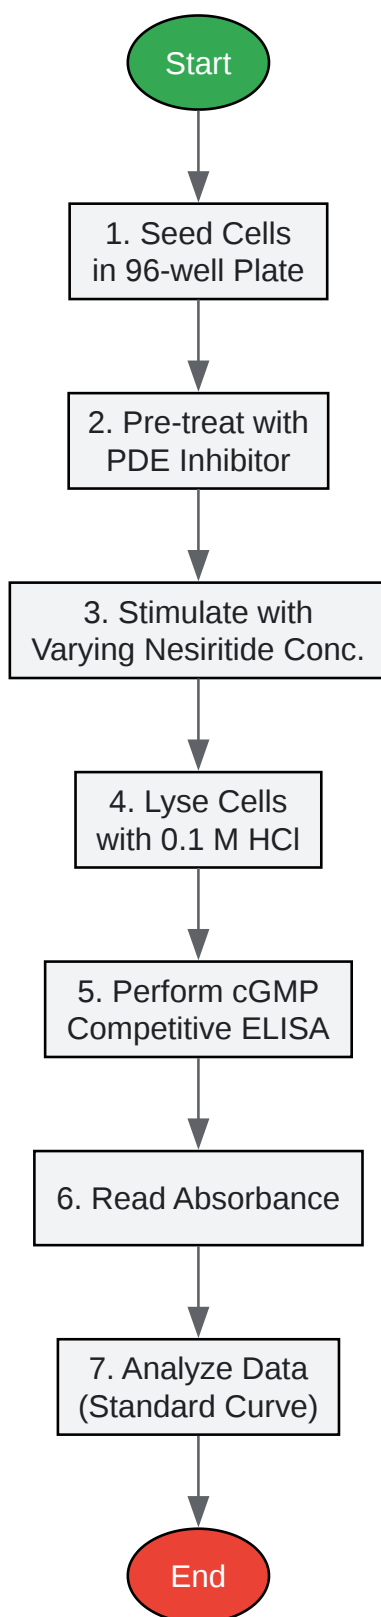 Start
1. Seed Cells
in 96-well Plate
2. Pre-treat with
PDE Inhibitor
3. Stimulate with
Varying Nesiritide Conc.
4. Lyse Cells
with 0.1 M HCl
5. Perform cGMP
Competitive ELISA
6. Read Absorbance
7. Analyze Data
(Standard Curve)
End